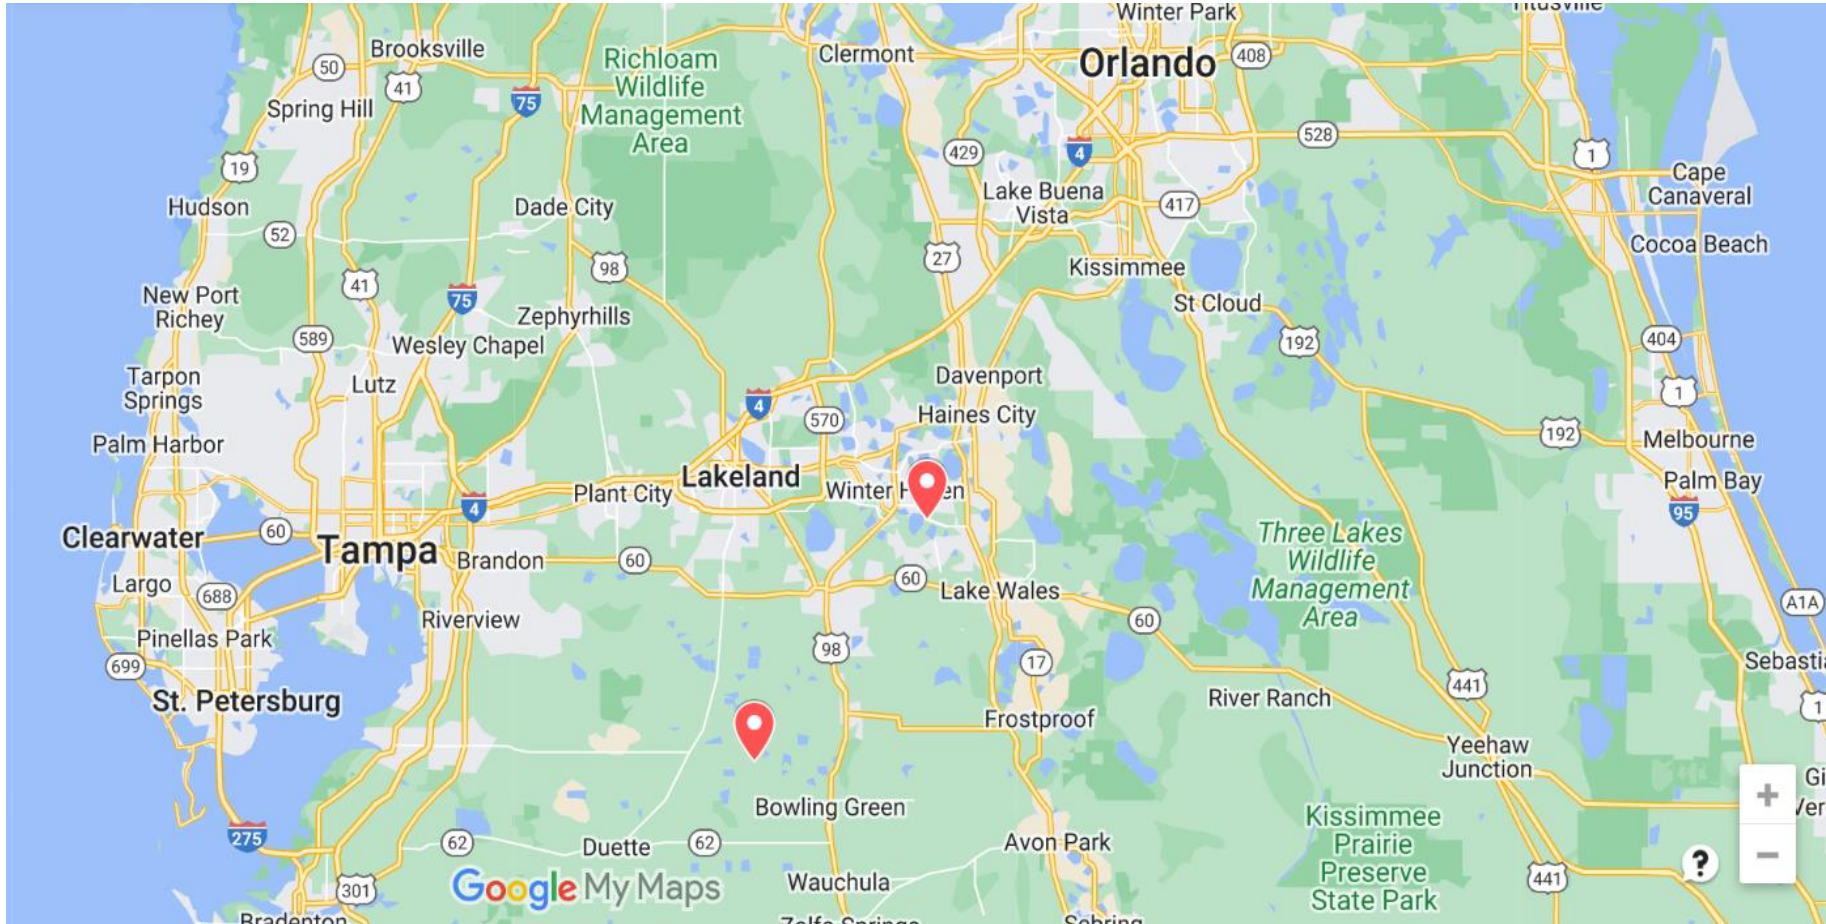 Winter Park
Brooksville
Clermont
Orlando
408
50
Richloam
Wildlife
Management
Area
41
75
Spring Hill
528
429
4
1
19
Cape
Canaveral
Lake Buena
Vista
417
Hudson
Dade City
52
Cocoa Beach
27
98
Kissimmee
41
75
New Port
Richey
St Cloud
Zephyrhills
589
Wesley Chapel
192
404
Tarpon
Springs
Lutz
Davenport
1
4
570
Haines City
Palm Harbor
192
Melbourne
Lakeland
Plant City
Palm Bay
4
95
Clearwater
60
Tampa
Brandon
60
Three Lakes
Wildlife
Management
Area
60
Lake Wales
Largo
688
A1A
Riverview
60
Pinellas Park
98
699
17
441
St. Petersburg
River Ranch
1
Frostproof
Yeehaw
Junction
Bowling Green
275
62
Duette
62
Avon Park
Kissimmee
Prairie
Preserve
State Park
?
+
−
301
Google My Maps
Wauchula
441